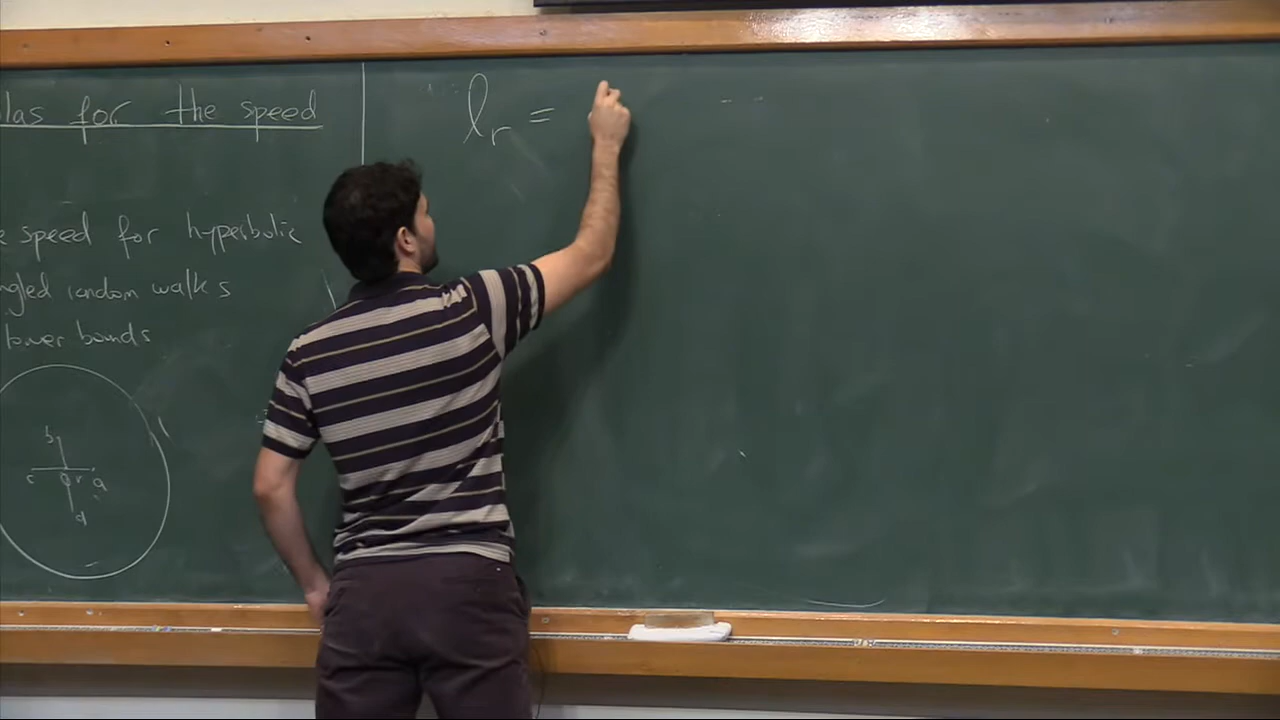 las for the speed
e speed for hyperbolic
ngled random walks
lower bounds
b
c r a
d
ℓr =